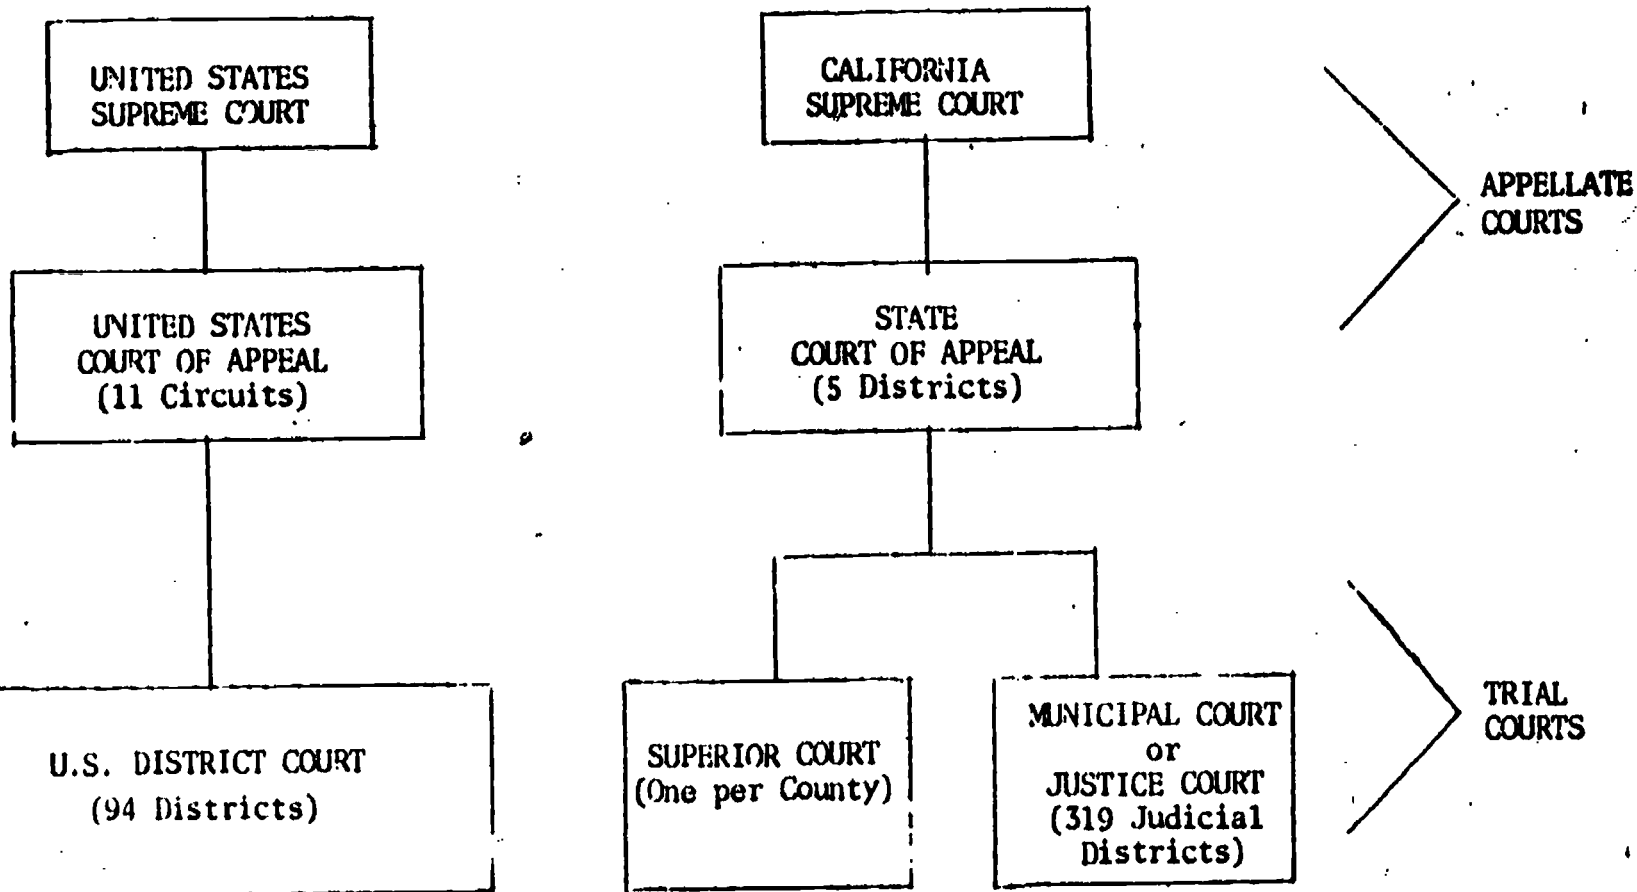 UNITED STATES
SUPREME COURT
CALIFORNIA
SUPREME COURT
APPELLATE
COURTS
UNITED STATES
COURT OF APPEAL
(11 Circuits)
STATE
COURT OF APPEAL
(5 Districts)
U.S. DISTRICT COURT
(94 Districts)
SUPERIOR COURT
(One per County)
MUNICIPAL COURT
or
JUSTICE COURT
(319 Judicial
Districts)
TRIAL
COURTS